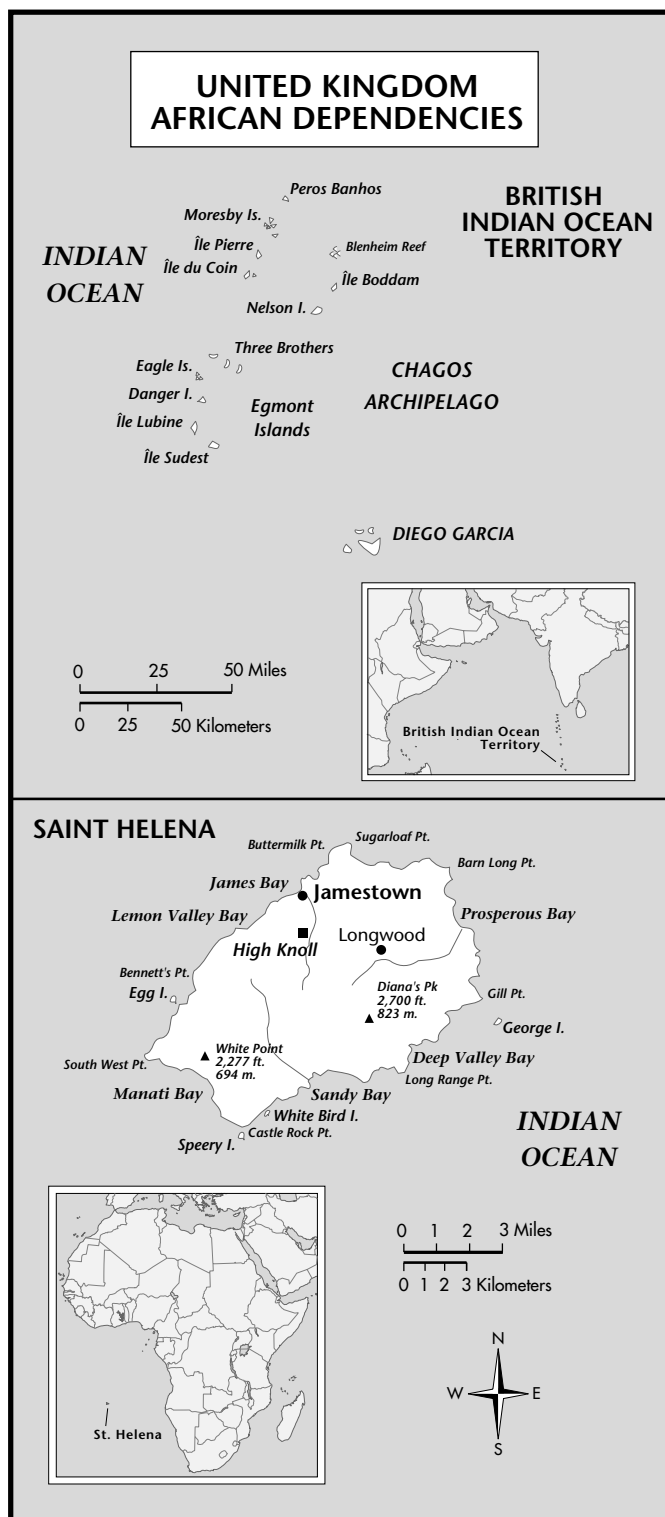 UNITED KINGDOM
AFRICAN DEPENDENCIES
Peros Banhos
Moresby Is.
BRITISH
INDIAN OCEAN
TERRITORY
INDIAN
OCEAN
Île Pierre
Blenheim Reef
Île du Coin
Île Boddam
Nelson I.
Three Brothers
Eagle Is.
CHAGOS
ARCHIPELAGO
Danger I.
Egmont
Islands
Île Lubine
Île Sudest
DIEGO GARCIA
0 25 50 Miles
0 25 50 Kilometers
British Indian Ocean
Territory
SAINT HELENA
Sugarloaf Pt.
Buttermilk Pt.
Barn Long Pt.
James Bay
Jamestown
Lemon Valley Bay
Prosperous Bay
High Knoll
Longwood
Bennett's Pt.
Egg I.
Diana's Pk
2,700 ft.
823 m.
Gill Pt.
George I.
White Point
2,277 ft.
694 m.
South West Pt.
Deep Valley Bay
Long Range Pt.
Manati Bay
Sandy Bay
White Bird I.
Castle Rock Pt.
Speery I.
INDIAN
OCEAN
0 1 2 3 Miles
0 1 2 3 Kilometers
N
W E
S
St. Helena